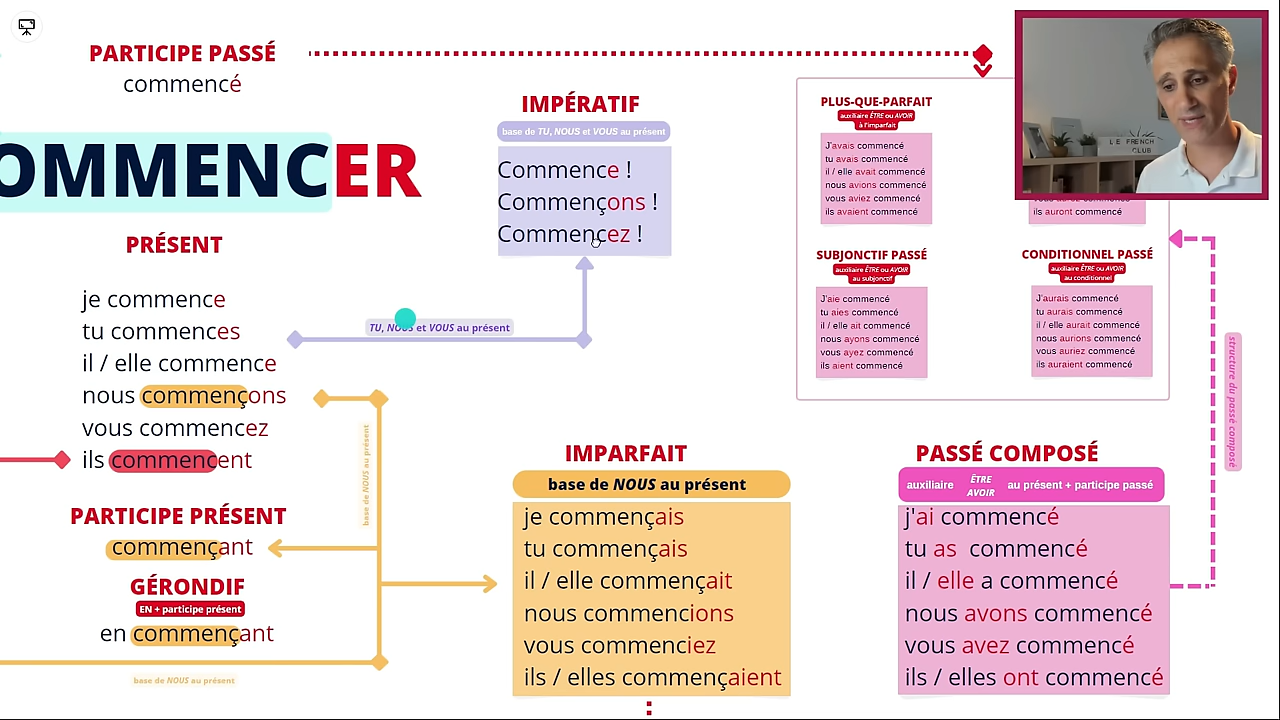 PARTICIPE PASSÉ
commencé
OMMENCER
PRÉSENT
je commence
tu commences
il / elle commence
nous commençons
vous commencez
ils commencent
PARTICIPE PRÉSENT
commençant
GÉRONDIF
EN + participe présent
en commençant
base de NOUS au présent
base de NOUS au présent
TU, NOUS et VOUS au présent
IMPÉRATIF
base de TU, NOUS et VOUS au présent
Commence !
Commençons !
Commençez !
IMPARFAIT
base de NOUS au présent
je commençais
tu commençais
il / elle commençait
nous commencions
vous commenciez
ils / elles commençaient
PLUS-QUE-PARFAIT
auxiliaire ÊTRE ou AVOIR
à l'imparfait
J'avais commencé
tu avais commencé
il / elle avait commencé
nous avions commencé
vous aviez commencé
ils avaient commencé
ils auront commencé
SUBJONCTIF PASSÉ
auxiliaire ÊTRE ou AVOIR
au subjonctif
J'aie commencé
tu aies commencé
il / elle ait commencé
nous ayons commencé
vous ayez commencé
ils aient commencé
CONDITIONNEL PASSÉ
auxiliaire ÊTRE ou AVOIR
au conditionnel
J'aurais commencé
tu aurais commencé
il / elle aurait commencé
nous aurions commencé
vous auriez commencé
ils auraient commencé
PASSÉ COMPOSÉ
auxiliaire ÊTRE AVOIR au présent + participe passé
j'ai commencé
tu as commencé
il / elle a commencé
nous avons commencé
vous avez commencé
ils / elles ont commencé
structure du passé composé
LE FRENCH
CLUB